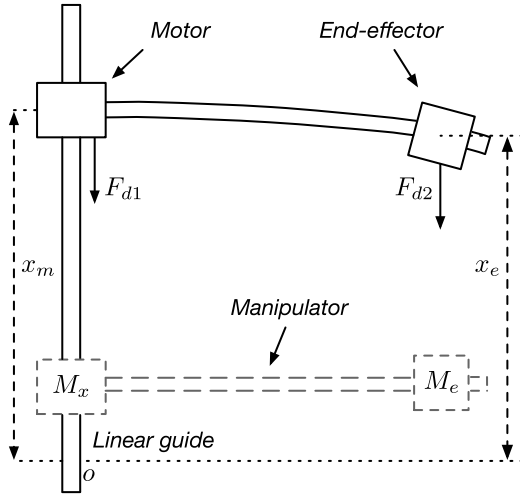 Motor
End-effector
F_{d1}
F_{d2}
x_m
x_e
Manipulator
M_x
M_e
Linear guide
o